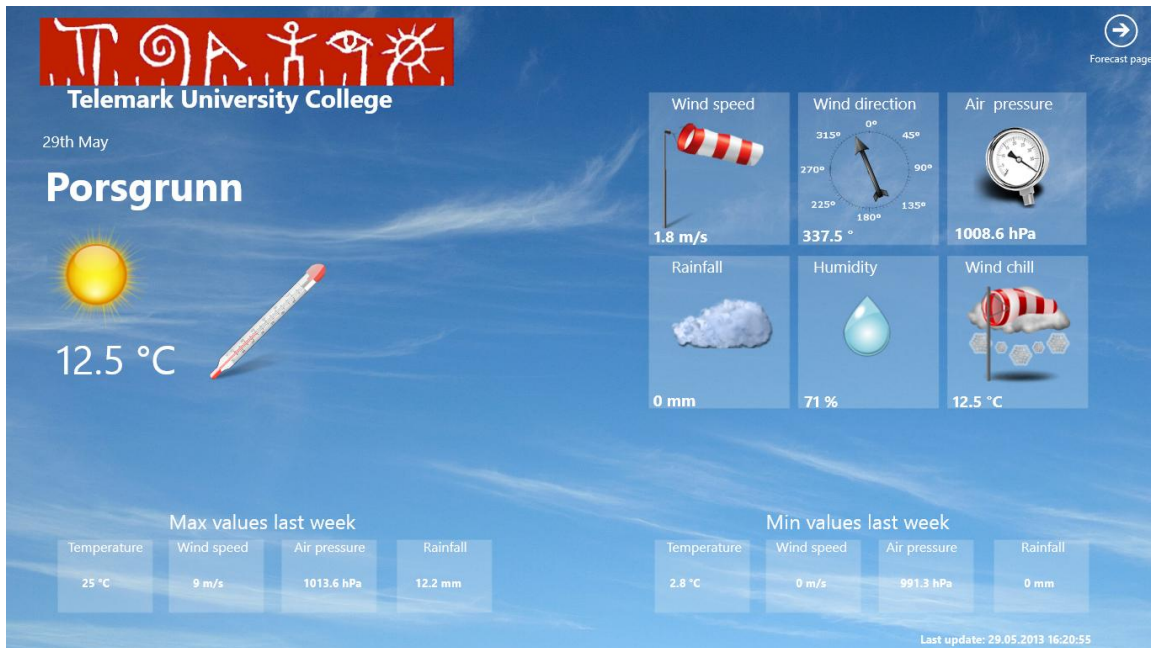 Telemark University College
29th May
Porsgrunn
12.5 °C
Forecast page
Wind speed
1.8 m/s
Wind direction
0°
45°
90°
135°
180°
225°
270°
315°
337.5 °
Air pressure
1008.6 hPa
Rainfall
0 mm
Humidity
71 %
Wind chill
12.5 °C
Max values last week
Temperature
25 °C
Wind speed
9 m/s
Air pressure
1013.6 hPa
Rainfall
12.2 mm
Min values last week
Temperature
2.8 °C
Wind speed
0 m/s
Air pressure
991.3 hPa
Rainfall
0 mm
Last update: 29.05.2013 16:20:55